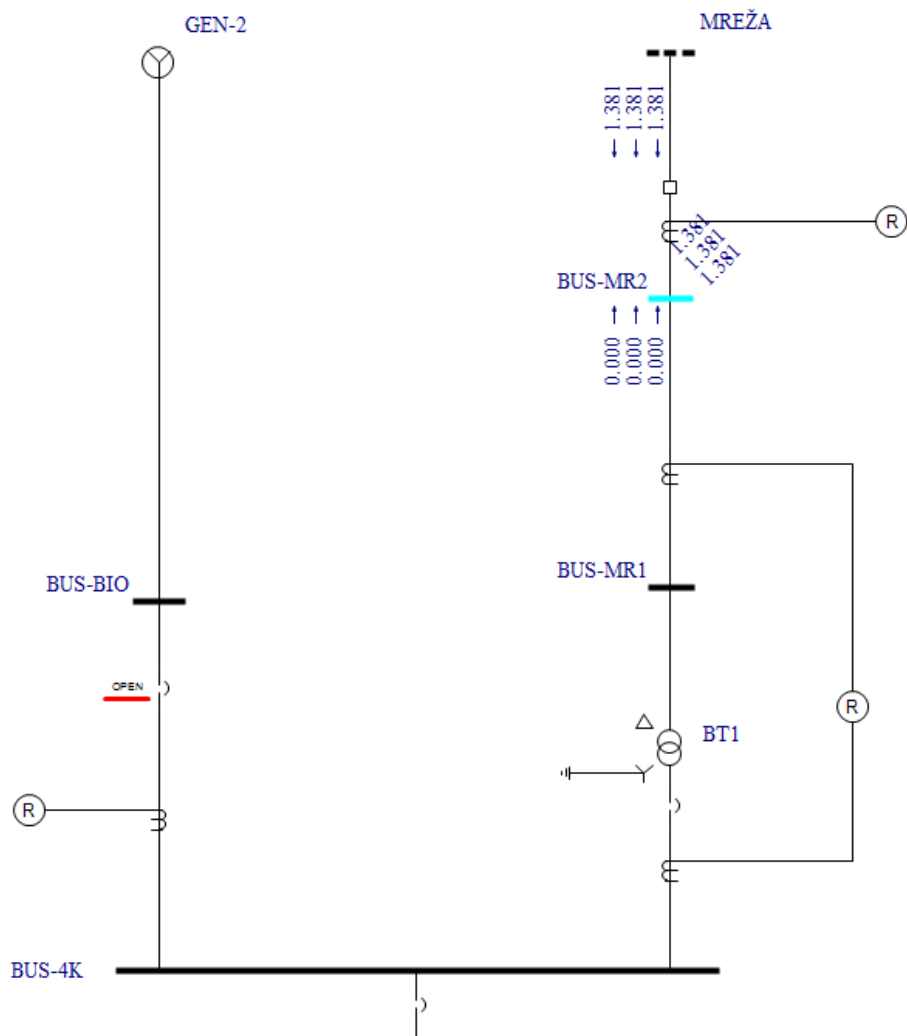 GEN-2
MREŽA
1.381
1.381
1.381
R
1.381
1.381
1.381
BUS-MR2
0.000
0.000
0.000
BUS-MR1
BUS-BIO
OPEN
R
BT1
R
BUS-4K